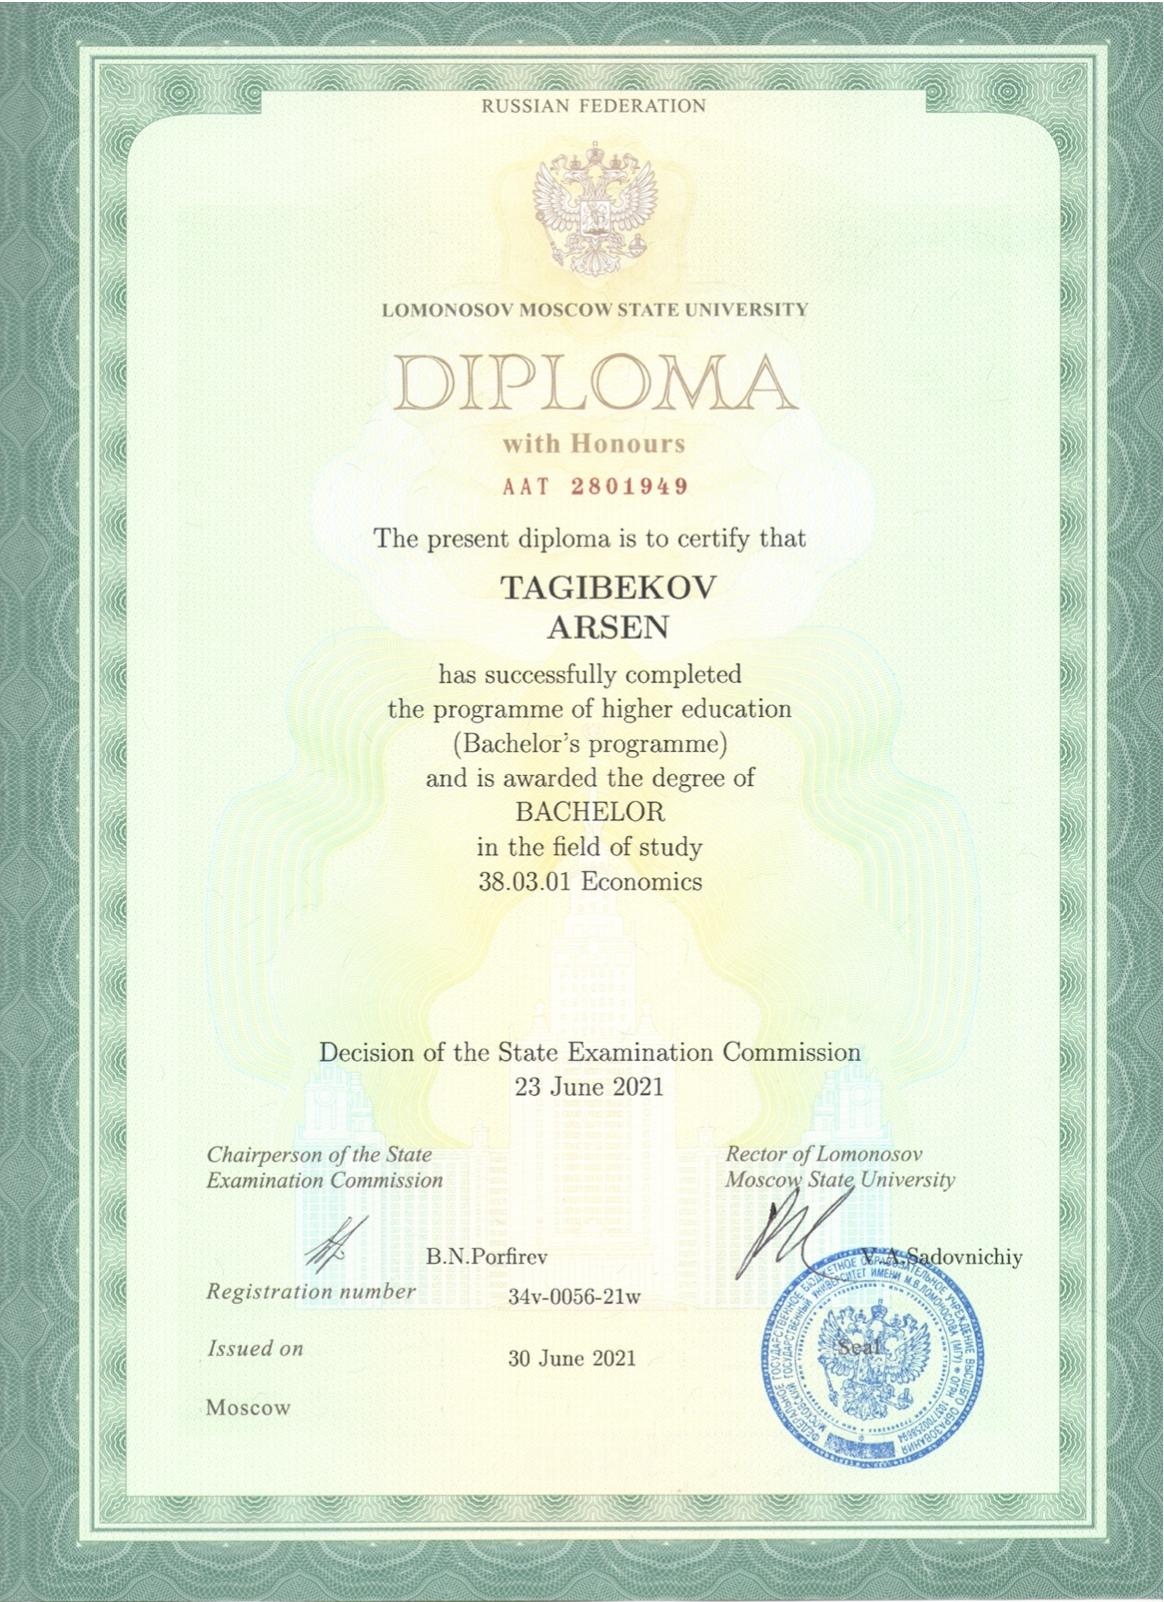 RUSSIAN FEDERATION
LOMONOSOV MOSCOW STATE UNIVERSITY
DIPLOMA
with Honours
AAT 2801949
The present diploma is to certify that
TAGIBEKOV
ARSEN
has successfully completed
the programme of higher education
(Bachelor's programme)
and is awarded the degree of
BACHELOR
in the field of study
38.03.01 Economics
Decision of the State Examination Commission
23 June 2021
Chairperson of the State
Examination Commission
B.N.Porfirev
Rector of Lomonosov
Moscow State University
V.A.Sadovnichiy
Registration number
34v-0056-21w
Issued on
30 June 2021
Moscow
Seal
ФЕДЕРАЛЬНОЕ ГОСУДАРСТВЕННОЕ БЮДЖЕТНОЕ ОБРАЗОВАТЕЛЬНОЕ УЧРЕЖДЕНИЕ ВЫСШЕГО ОБРАЗОВАНИЯ
МОСКОВСКИЙ ГОСУДАРСТВЕННЫЙ УНИВЕРСИТЕТ ИМЕНИ М.В.ЛОМОНОСОВА (МГУ) * ОГРН